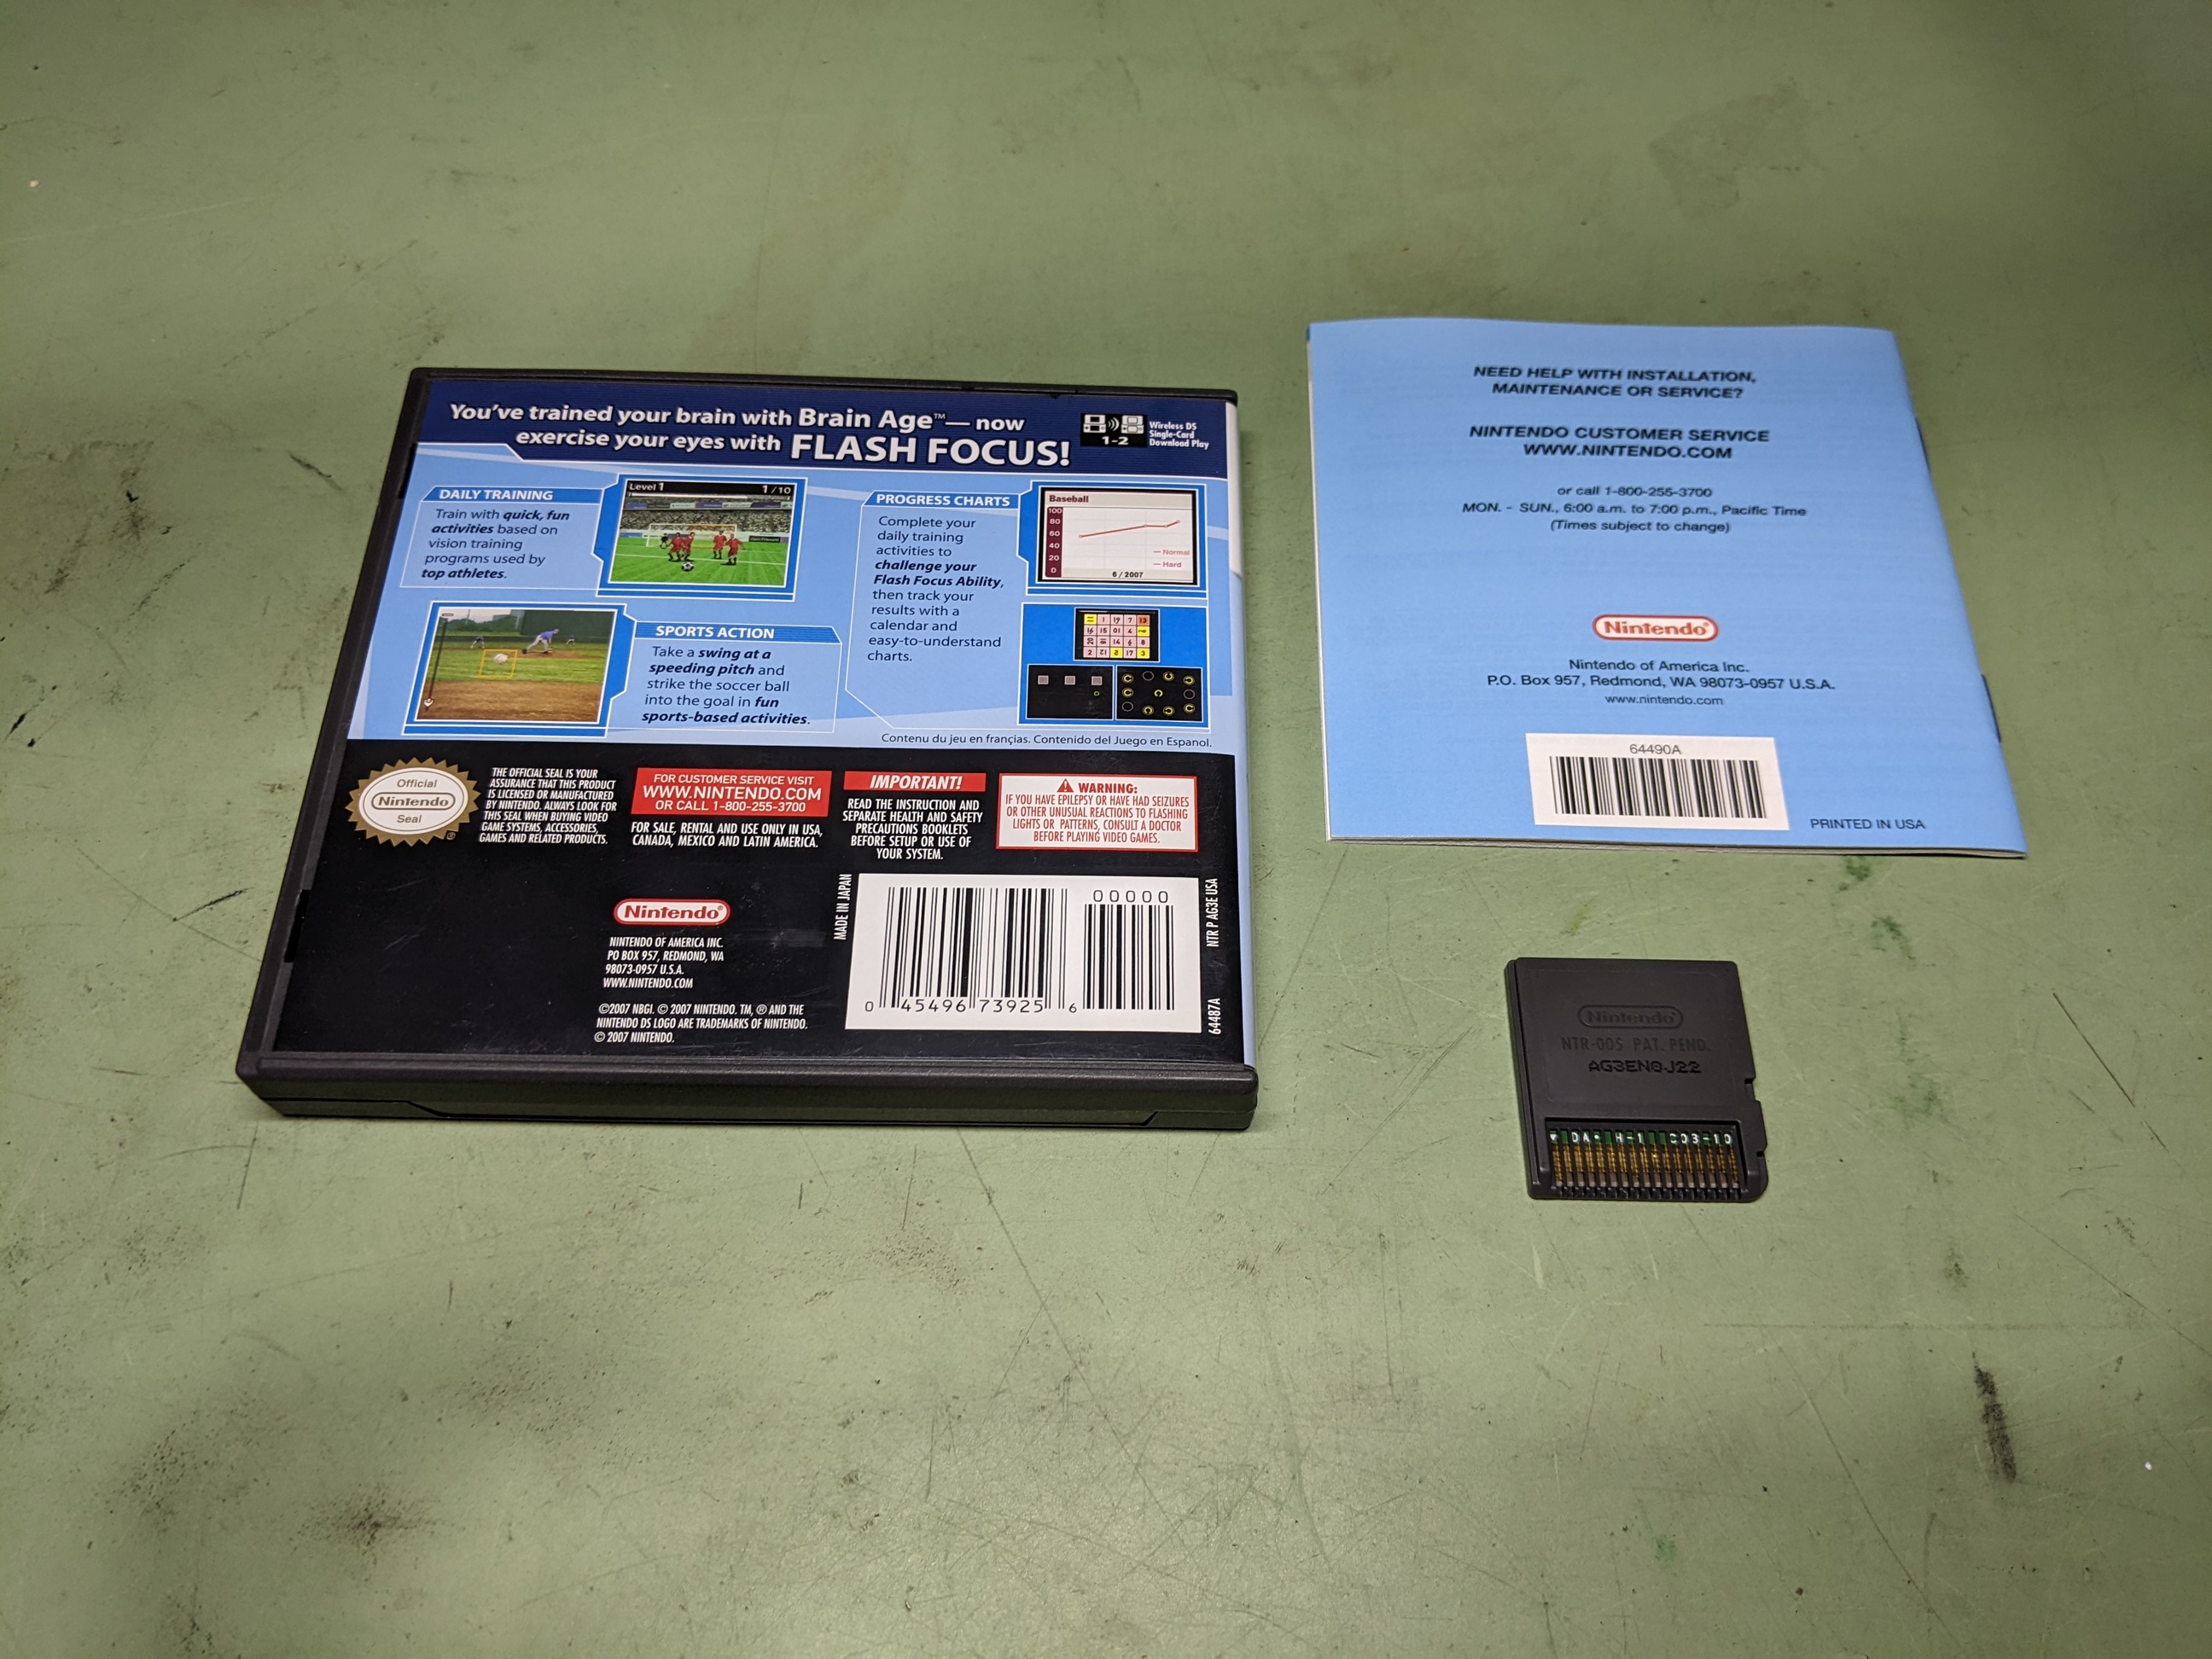 You've trained your brain with Brain Age™— now
exercise your eyes with FLASH FOCUS!
1-2
Wireless DS
Single-Card
Download Play
DAILY TRAINING
Train with quick, fun
activities based on
vision training
programs used by
top athletes.
Level 1
1/10
SPORTS ACTION
Take a swing at a
speeding pitch and
strike the soccer ball
into the goal in fun
sports-based activities.
PROGRESS CHARTS
Complete your
daily training
activities to
challenge your
Flash Focus Ability,
then track your
results with a
calendar and
easy-to-understand
charts.
Baseball
100
80
60
40
20
0
Normal
Hard
6 / 2007
Contenu du jeu en françias. Contenido del Juego en Espanol.
Official
Nintendo
Seal
THE OFFICIAL SEAL IS YOUR
ASSURANCE THAT THIS PRODUCT
IS LICENSED OR MANUFACTURED
BY NINTENDO. ALWAYS LOOK FOR
THIS SEAL WHEN BUYING VIDEO
GAME SYSTEMS, ACCESSORIES,
GAMES AND RELATED PRODUCTS.
FOR CUSTOMER SERVICE VISIT
WWW.NINTENDO.COM
OR CALL 1-800-255-3700
FOR SALE, RENTAL AND USE ONLY IN USA,
CANADA, MEXICO AND LATIN AMERICA.
IMPORTANT!
READ THE INSTRUCTION AND
SEPARATE HEALTH AND SAFETY
PRECAUTIONS BOOKLETS
BEFORE SETUP OR USE OF
YOUR SYSTEM.
WARNING:
IF YOU HAVE EPILEPSY OR HAVE HAD SEIZURES
OR OTHER UNUSUAL REACTIONS TO FLASHING
LIGHTS OR PATTERNS, CONSULT A DOCTOR
BEFORE PLAYING VIDEO GAMES.
Nintendo®
NINTENDO OF AMERICA INC.
PO BOX 957, REDMOND, WA
98073-0957 U.S.A.
WWW.NINTENDO.COM
©2007 NBGI. © 2007 NINTENDO. TM, ® AND THE
NINTENDO DS LOGO ARE TRADEMARKS OF NINTENDO.
© 2007 NINTENDO.
MADE IN JAPAN
00000
0 45496 73925 6
NTR P AG3E USA
64487A
NEED HELP WITH INSTALLATION,
MAINTENANCE OR SERVICE?
NINTENDO CUSTOMER SERVICE
WWW.NINTENDO.COM
or call 1-800-255-3700
MON. - SUN., 6:00 a.m. to 7:00 p.m., Pacific Time
(Times subject to change)
Nintendo®
Nintendo of America Inc.
P.O. Box 957, Redmond, WA 98073-0957 U.S.A.
www.nintendo.com
64490A
PRINTED IN USA
Nintendo
NTR-005 PAT. PEND.
AG3EN0J22